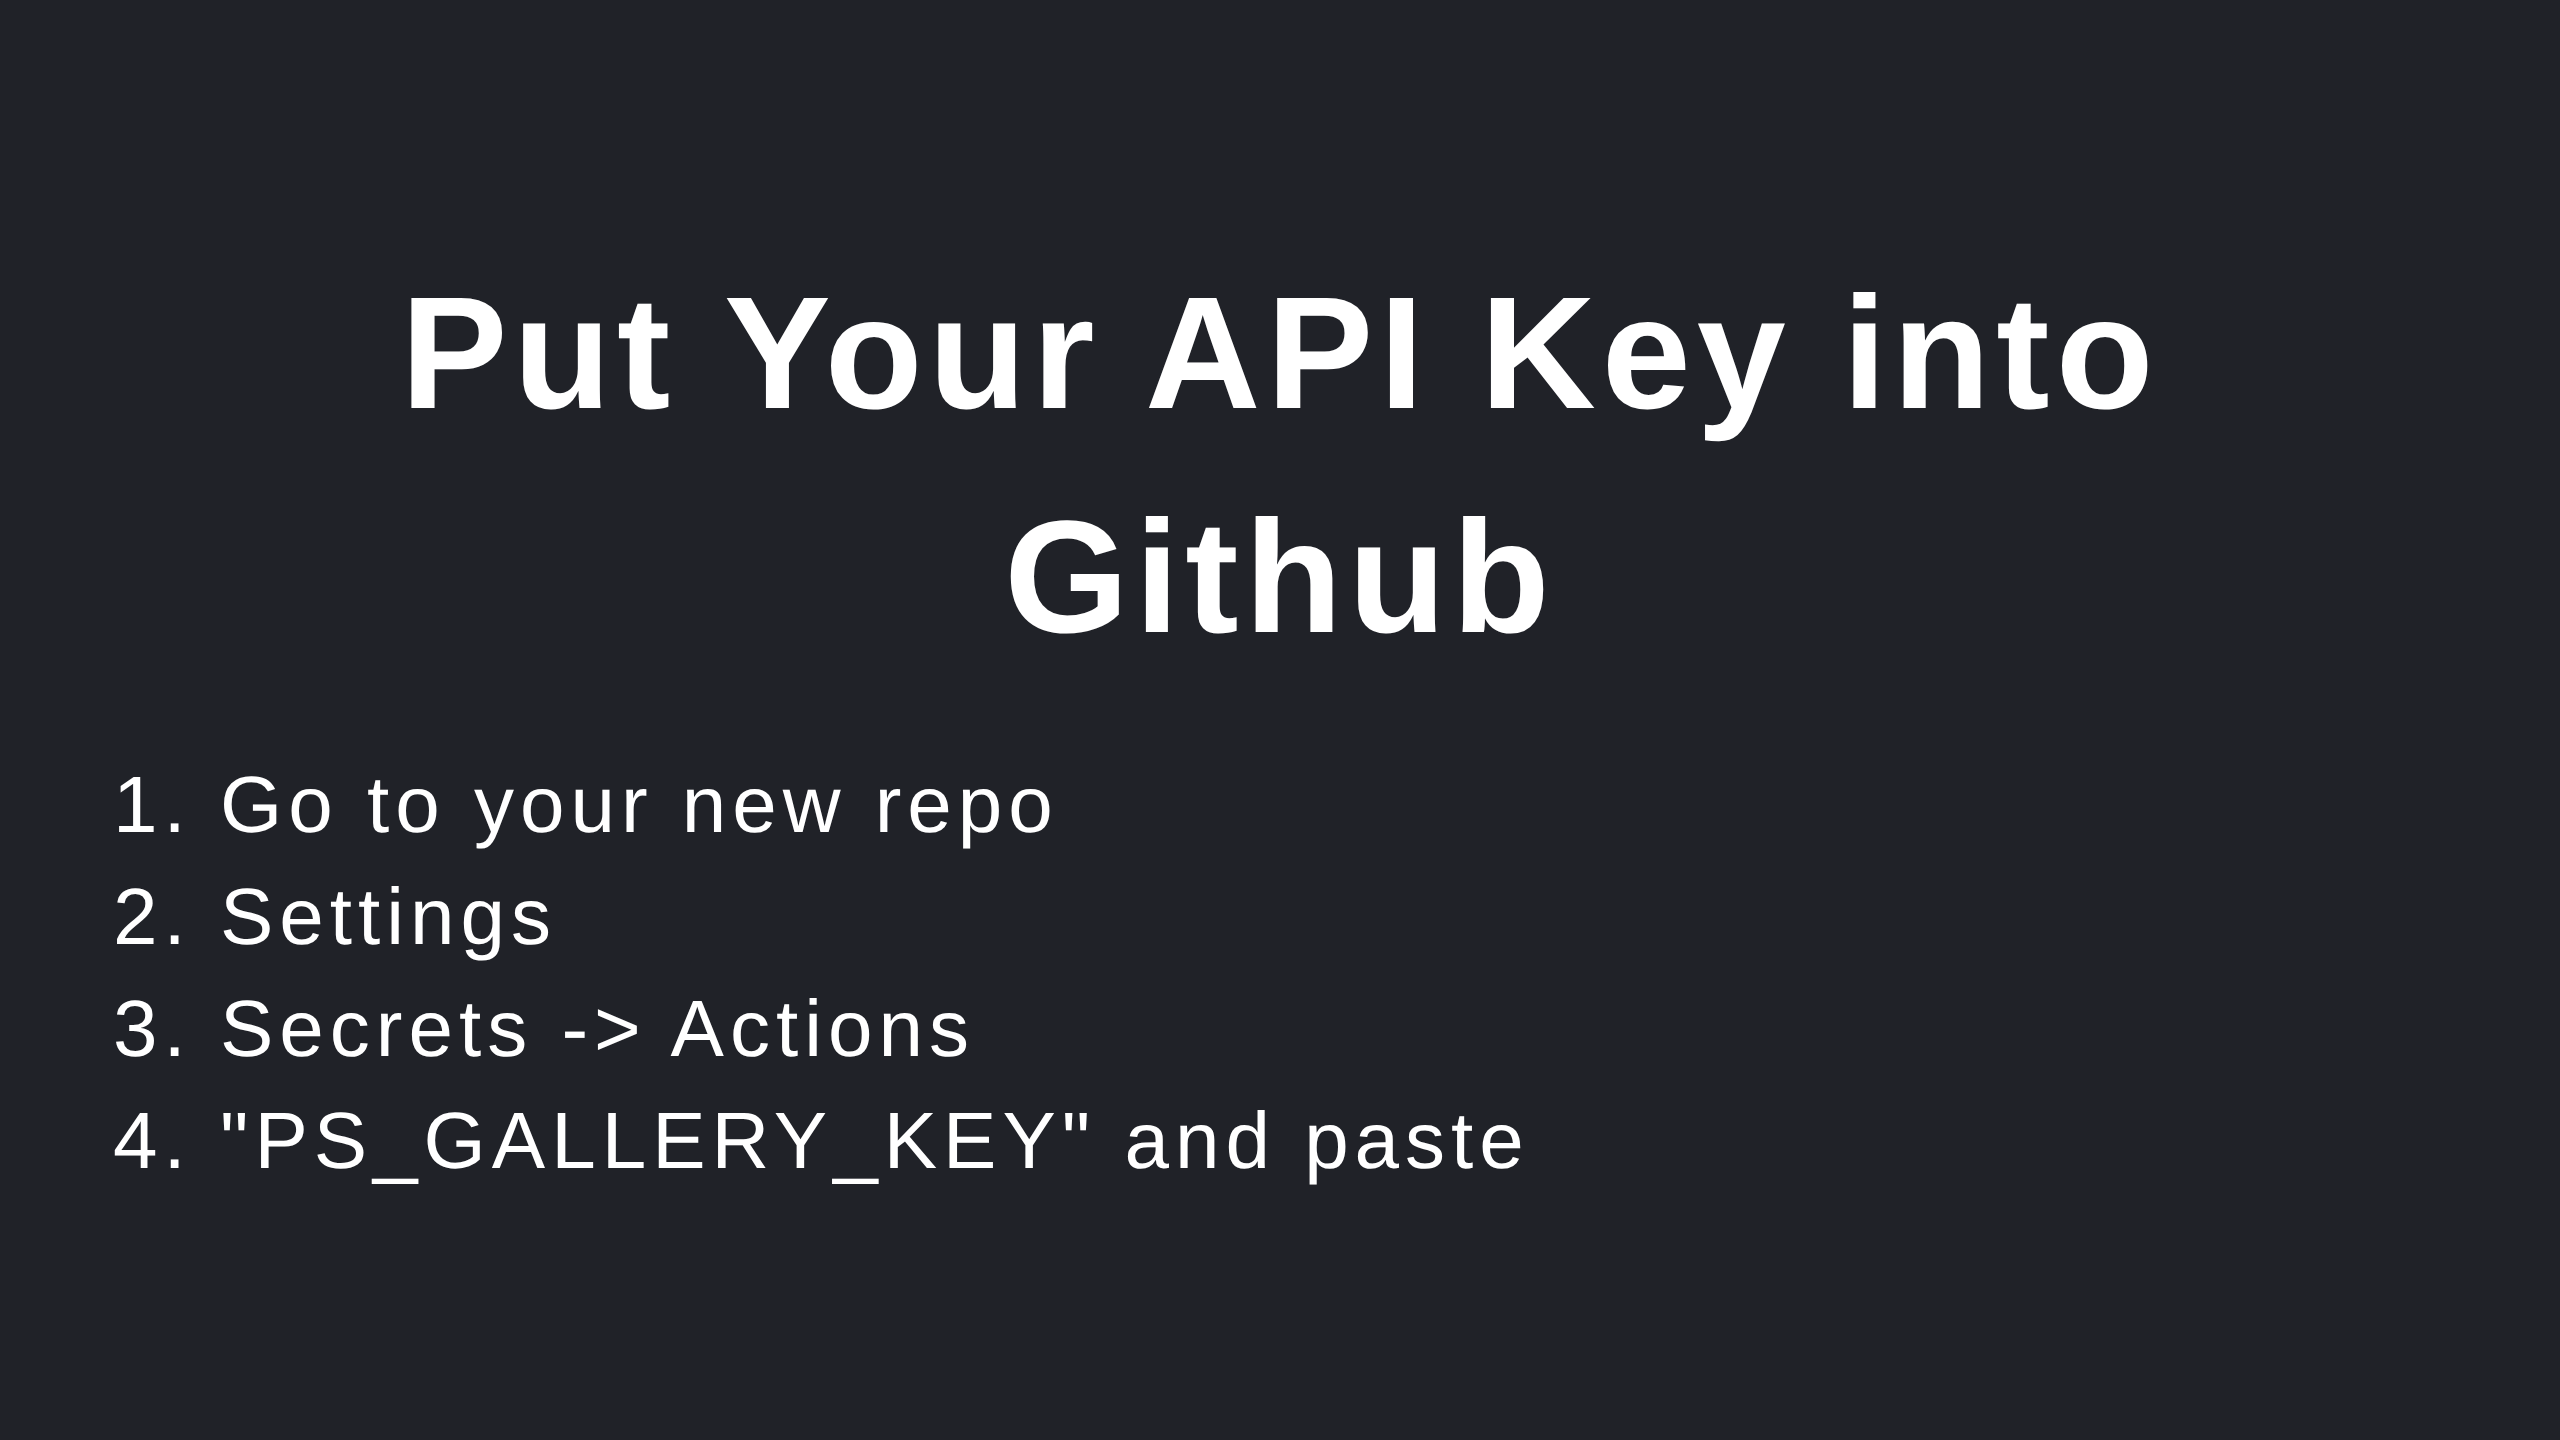 Put Your API Key into
Github
1. Go to your new repo
2. Settings
3. Secrets -> Actions
4. "PS_GALLERY_KEY" and paste